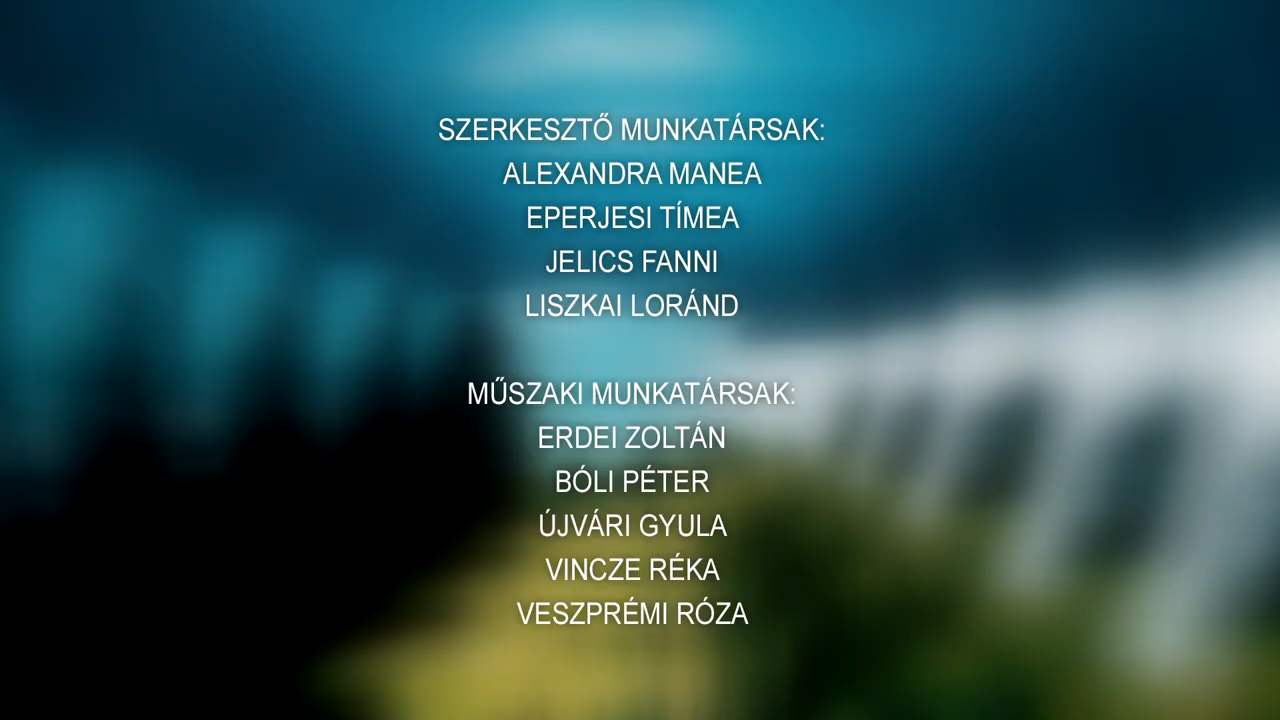 SZERKESZTŐ MUNKATÁRSAK:
ALEXANDRA MANEA
EPERJESI TÍMEA
JELICS FANNI
LISZKAI LORÁND
MŰSZAKI MUNKATÁRSAK:
ERDEI ZOLTÁN
BÓLI PÉTER
ÚJVÁRI GYULA
VINCZE RÉKA
VESZPRÉMI RÓZA